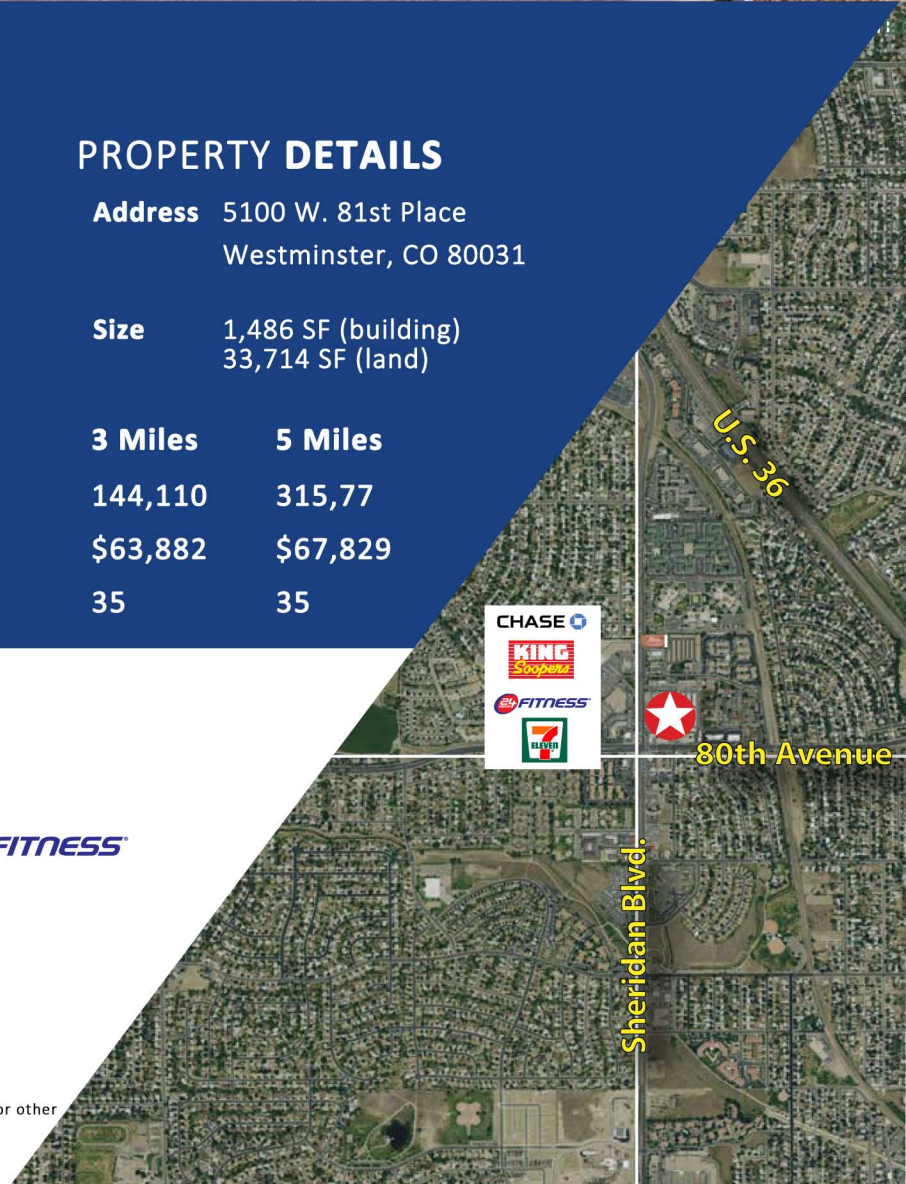 PROPERTY DETAILS
Address 5100 W. 81st Place
Westminster, CO 80031
Size 1,486 SF (building)
33,714 SF (land)
3 Miles 5 Miles
144,110 315,77
$63,882 $67,829
35 35
U.S. 36
CHASE
KING
Soopers
24 FITNESS
7
ELEVEN
80th Avenue
FITNESS
Sheridan Blvd.
or other